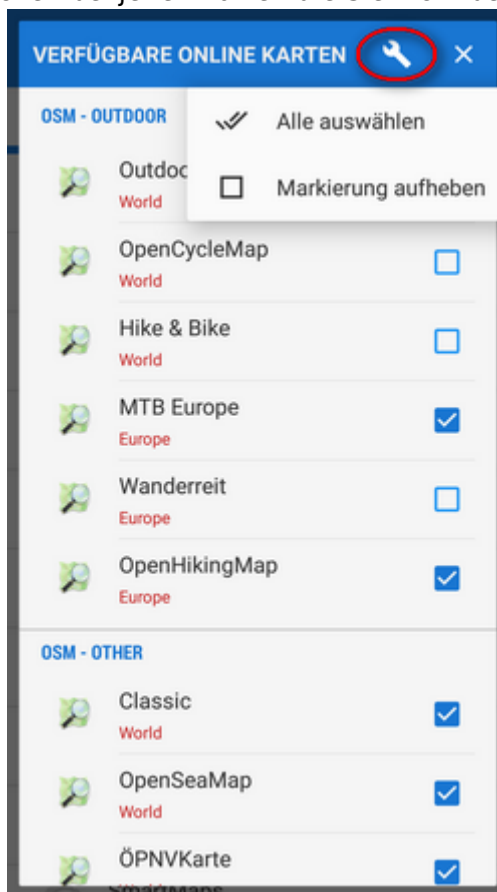 VERFÜGBARE ONLINE KARTEN
OSM - OUTDOOR
Alle auswählen
Markierung aufheben
World
OpenCycleMap
World
Hike & Bike
World
MTB Europe
Europe
Wanderreit
Europe
OpenHikingMap
Europe
OSM - OTHER
Classic
World
OpenSeaMap
World
ÖPNVKarte